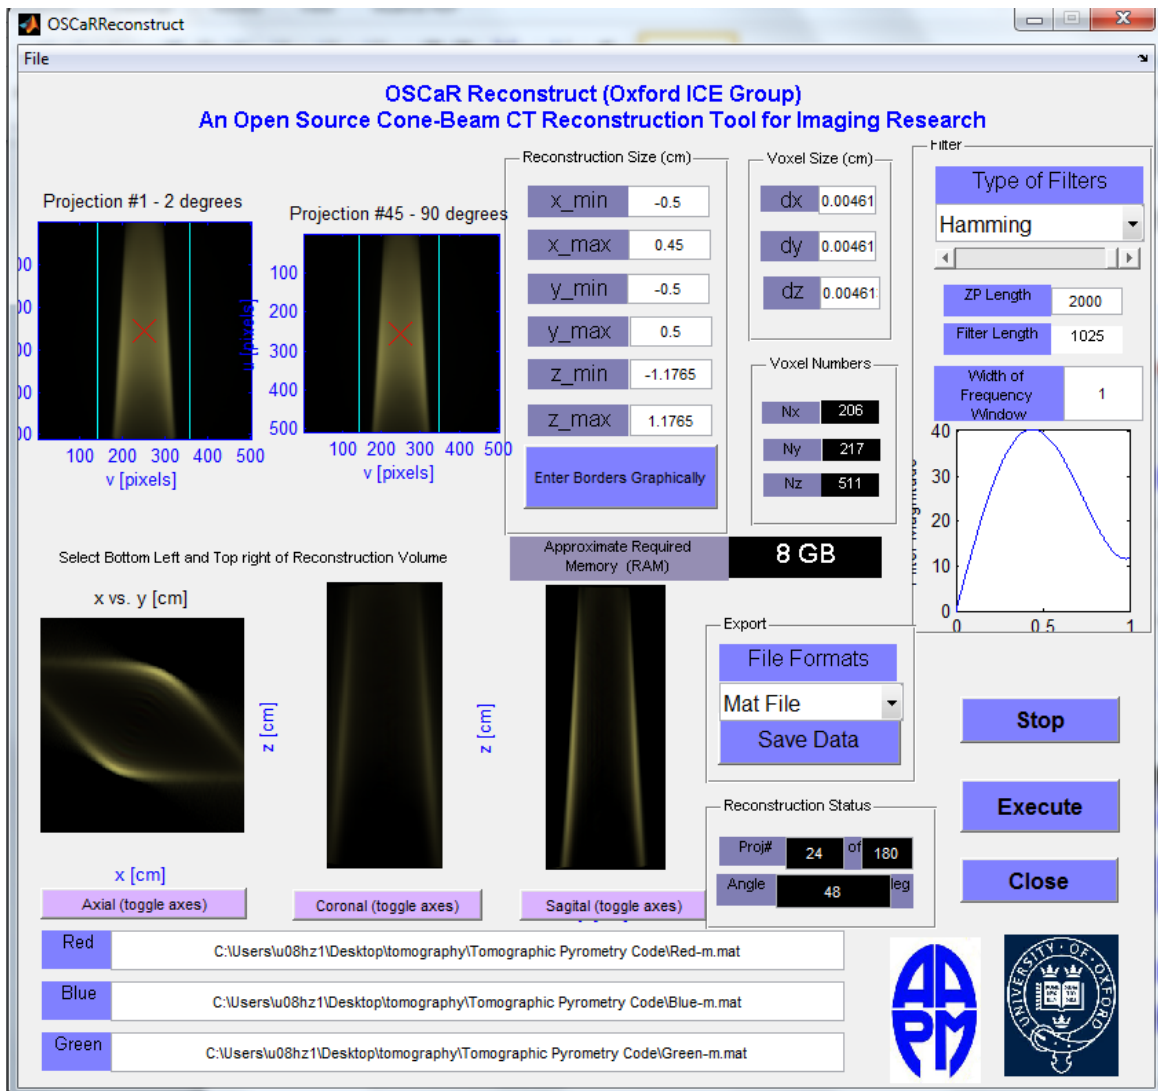 OSCaRReconstruct
File
OSCaR Reconstruct (Oxford ICE Group)
An Open Source Cone-Beam CT Reconstruction Tool for Imaging Research
Projection #1 - 2 degrees
100 200 300 400 500
v [pixels]
Projection #45 - 90 degrees
u [pixels]
100
200
300
400
500
100 200 300 400 500
v [pixels]
Reconstruction Size (cm)
x_min -0.5
x_max 0.45
y_min -0.5
y_max 0.5
z_min -1.1765
z_max 1.1765
Enter Borders Graphically
Voxel Size (cm)
dx 0.00461
dy 0.00461
dz 0.00461
Voxel Numbers
Nx 206
Ny 217
Nz 511
Filter
Type of Filters
Hamming
ZP Length 2000
Filter Length 1025
Width of
Frequency
Window
1
Filter Magnitude
40
30
20
10
0
0 0.5 1
Approximate Required
Memory (RAM)
8 GB
Select Bottom Left and Top right of Reconstruction Volume
x vs. y [cm]
x [cm]
z [cm]
z [cm]
Axial (toggle axes)
Coronal (toggle axes)
Sagital (toggle axes)
Export
File Formats
Mat File
Save Data
Reconstruction Status
Proj# 24 of 180
Angle 48 leg
Stop
Execute
Close
Red C:\Users\u08hz1\Desktop\tomography\Tomographic Pyrometry Code\Red-m.mat
Blue C:\Users\u08hz1\Desktop\tomography\Tomographic Pyrometry Code\Blue-m.mat
Green C:\Users\u08hz1\Desktop\tomography\Tomographic Pyrometry Code\Green-m.mat
AAPM
UNIVERSITY OF OXFORD